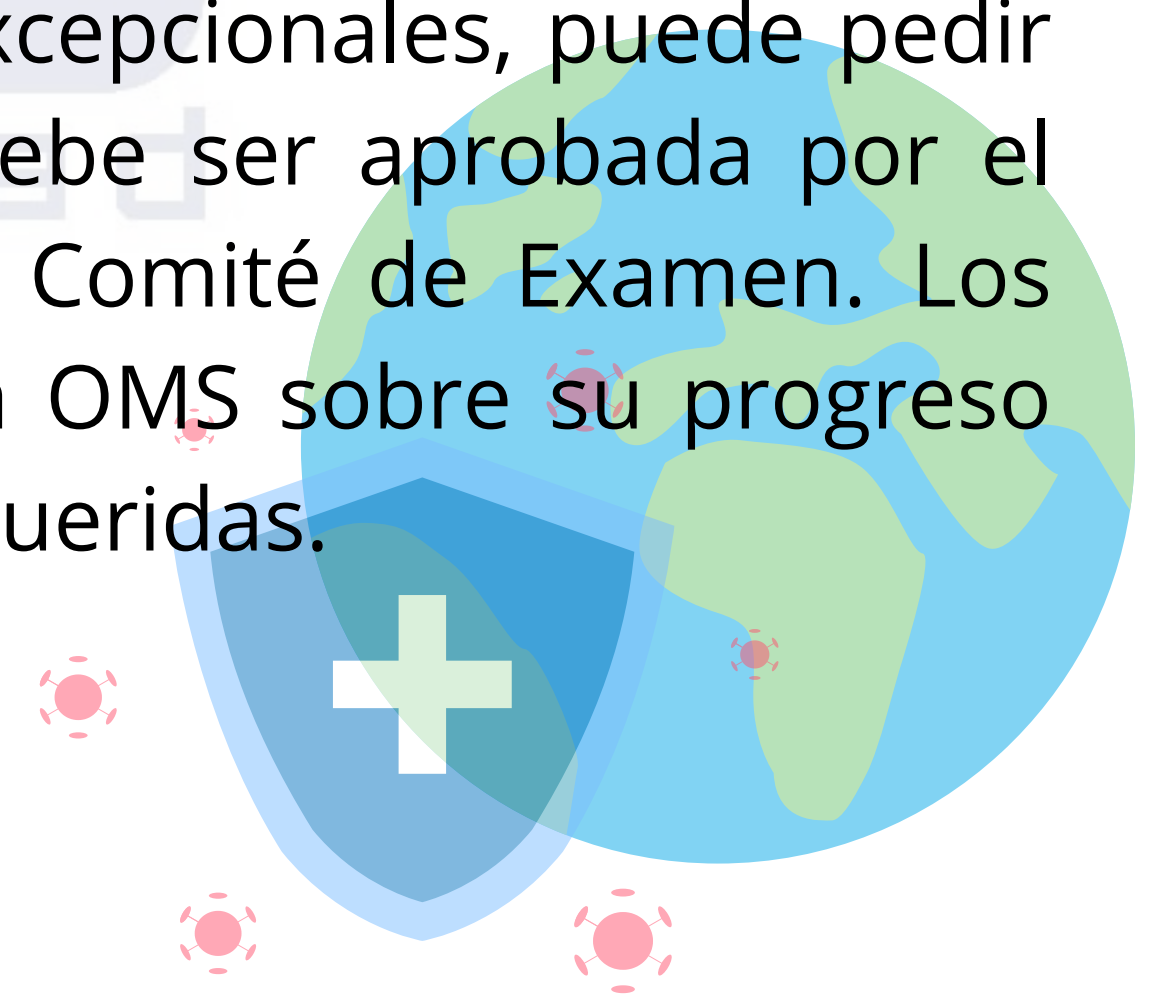 xcepcionales, puede pedir
ebe ser aprobada por el
Comité de Examen. Los
OMS sobre su progreso
ueridas.